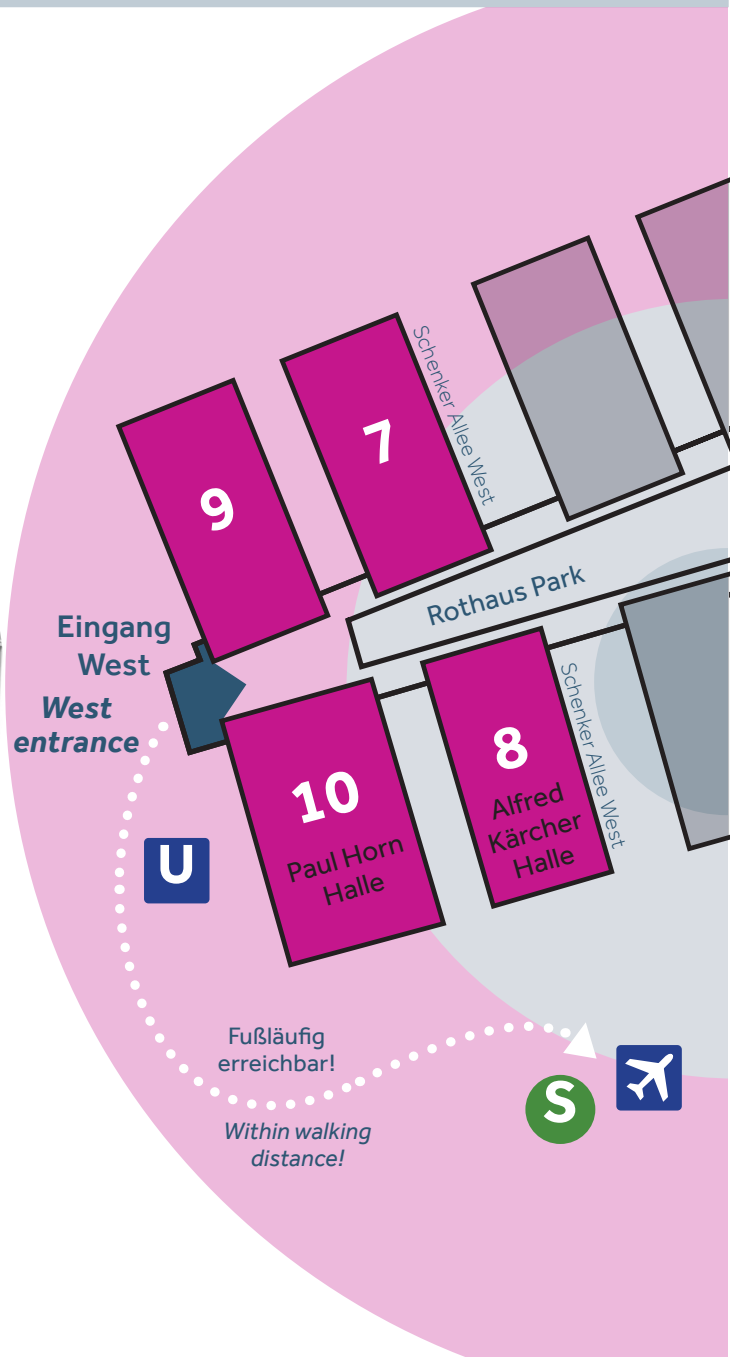 Schenker Allee West
7
9
Rothaus Park
Eingang
West
West
entrance
Schenker Allee West
8
Alfred
Kärcher
Halle
10
Paul Horn
Halle
U
Fußläufig
erreichbar!
S
Within walking
distance!